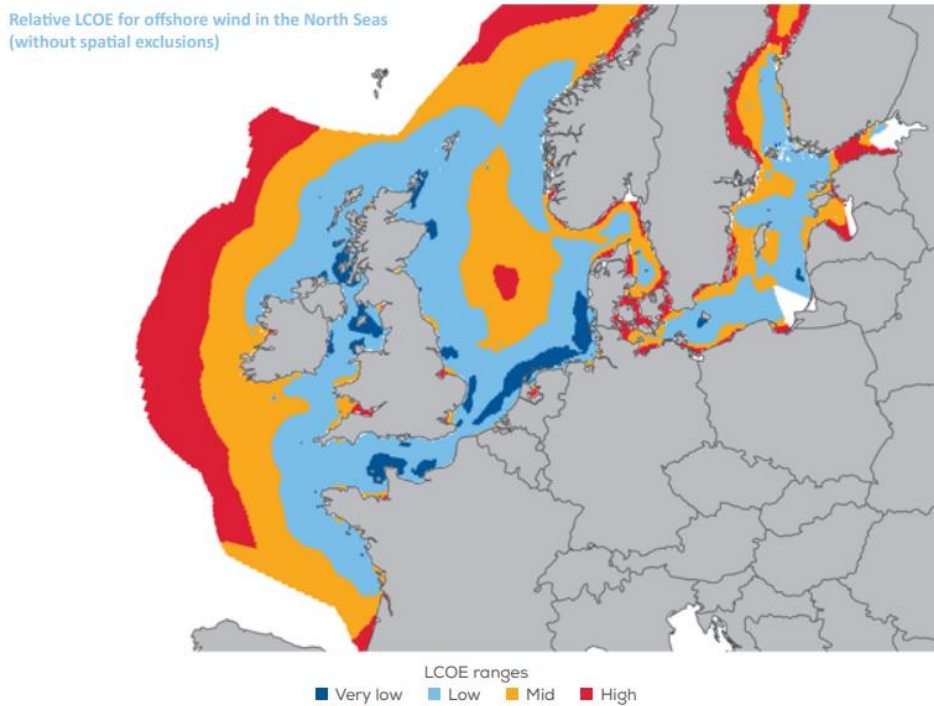 Relative LCOE for offshore wind in the North Seas
(without spatial exclusions)
LCOE ranges
Very low Low Mid High